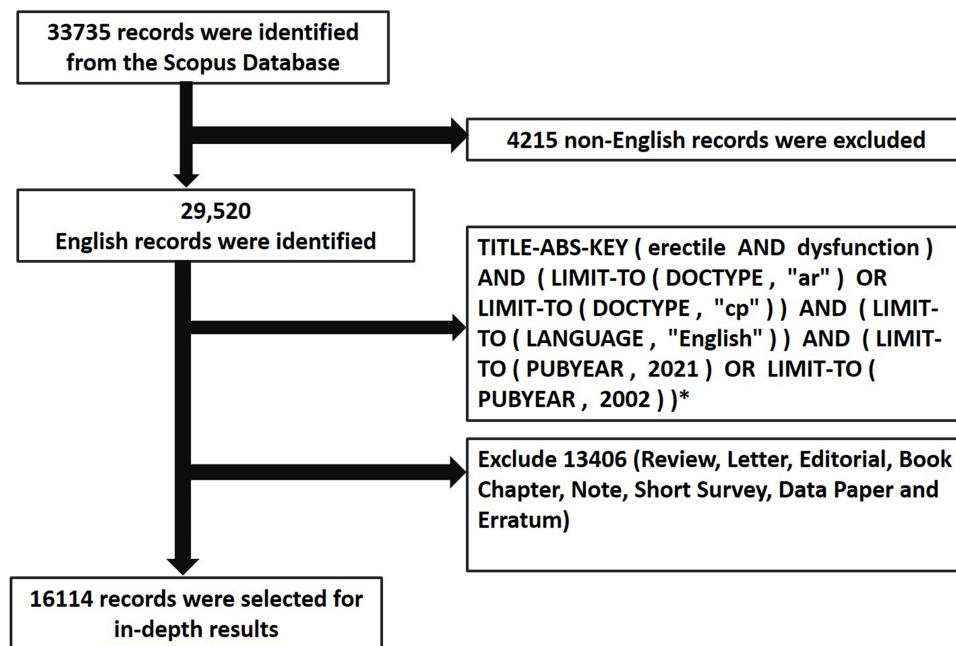 33735 records were identified
from the Scopus Database
4215 non-English records were excluded
29,520
English records were identified
TITLE-ABS-KEY ( erectile AND dysfunction )
AND ( LIMIT-TO ( DOCTYPE , "ar" ) OR
LIMIT-TO ( DOCTYPE , "cp" ) ) AND ( LIMIT-
TO ( LANGUAGE , "English" ) ) AND ( LIMIT-
TO ( PUBYEAR , 2021 ) OR LIMIT-TO (
PUBYEAR , 2002 ) )*
Exclude 13406 (Review, Letter, Editorial, Book
Chapter, Note, Short Survey, Data Paper and
Erratum)
16114 records were selected for
in-depth results